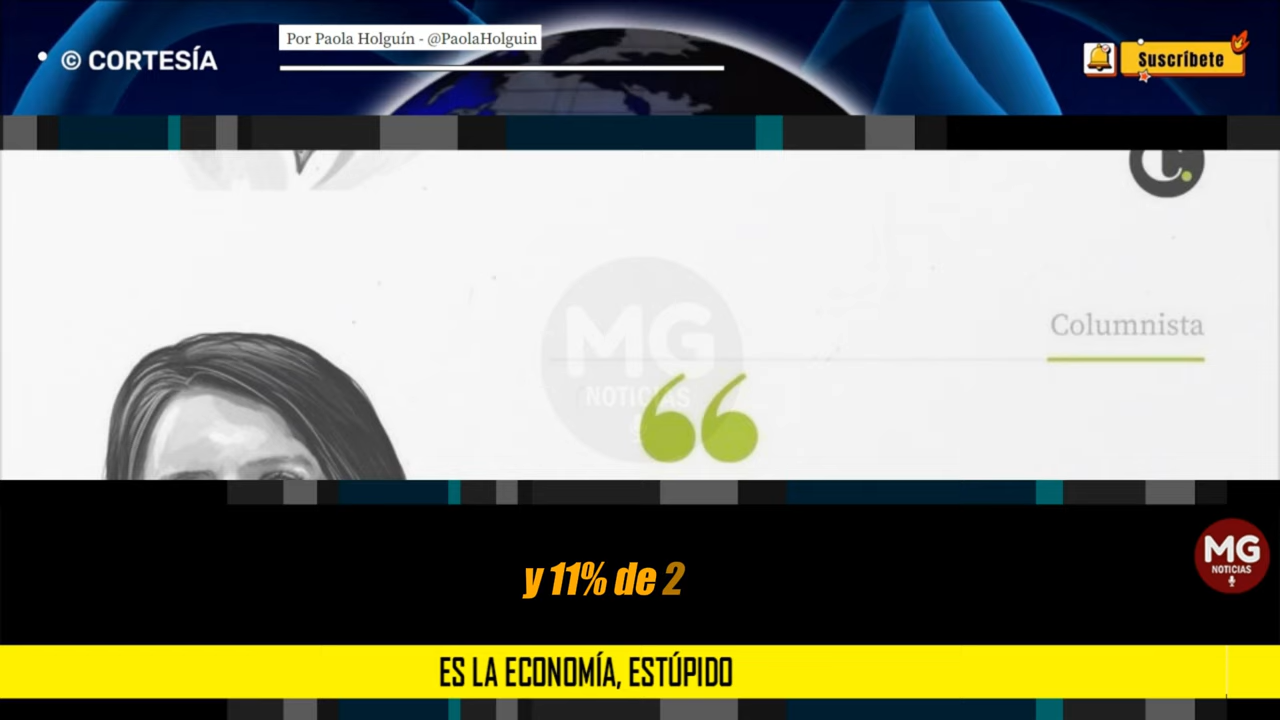 Por Paola Holguín - @PaolaHolguin
© CORTESÍA
Suscríbete
Columnista
MG
NOTICIAS
y 11% de 2
MG
NOTICIAS
ES LA ECONOMÍA, ESTÚPIDO